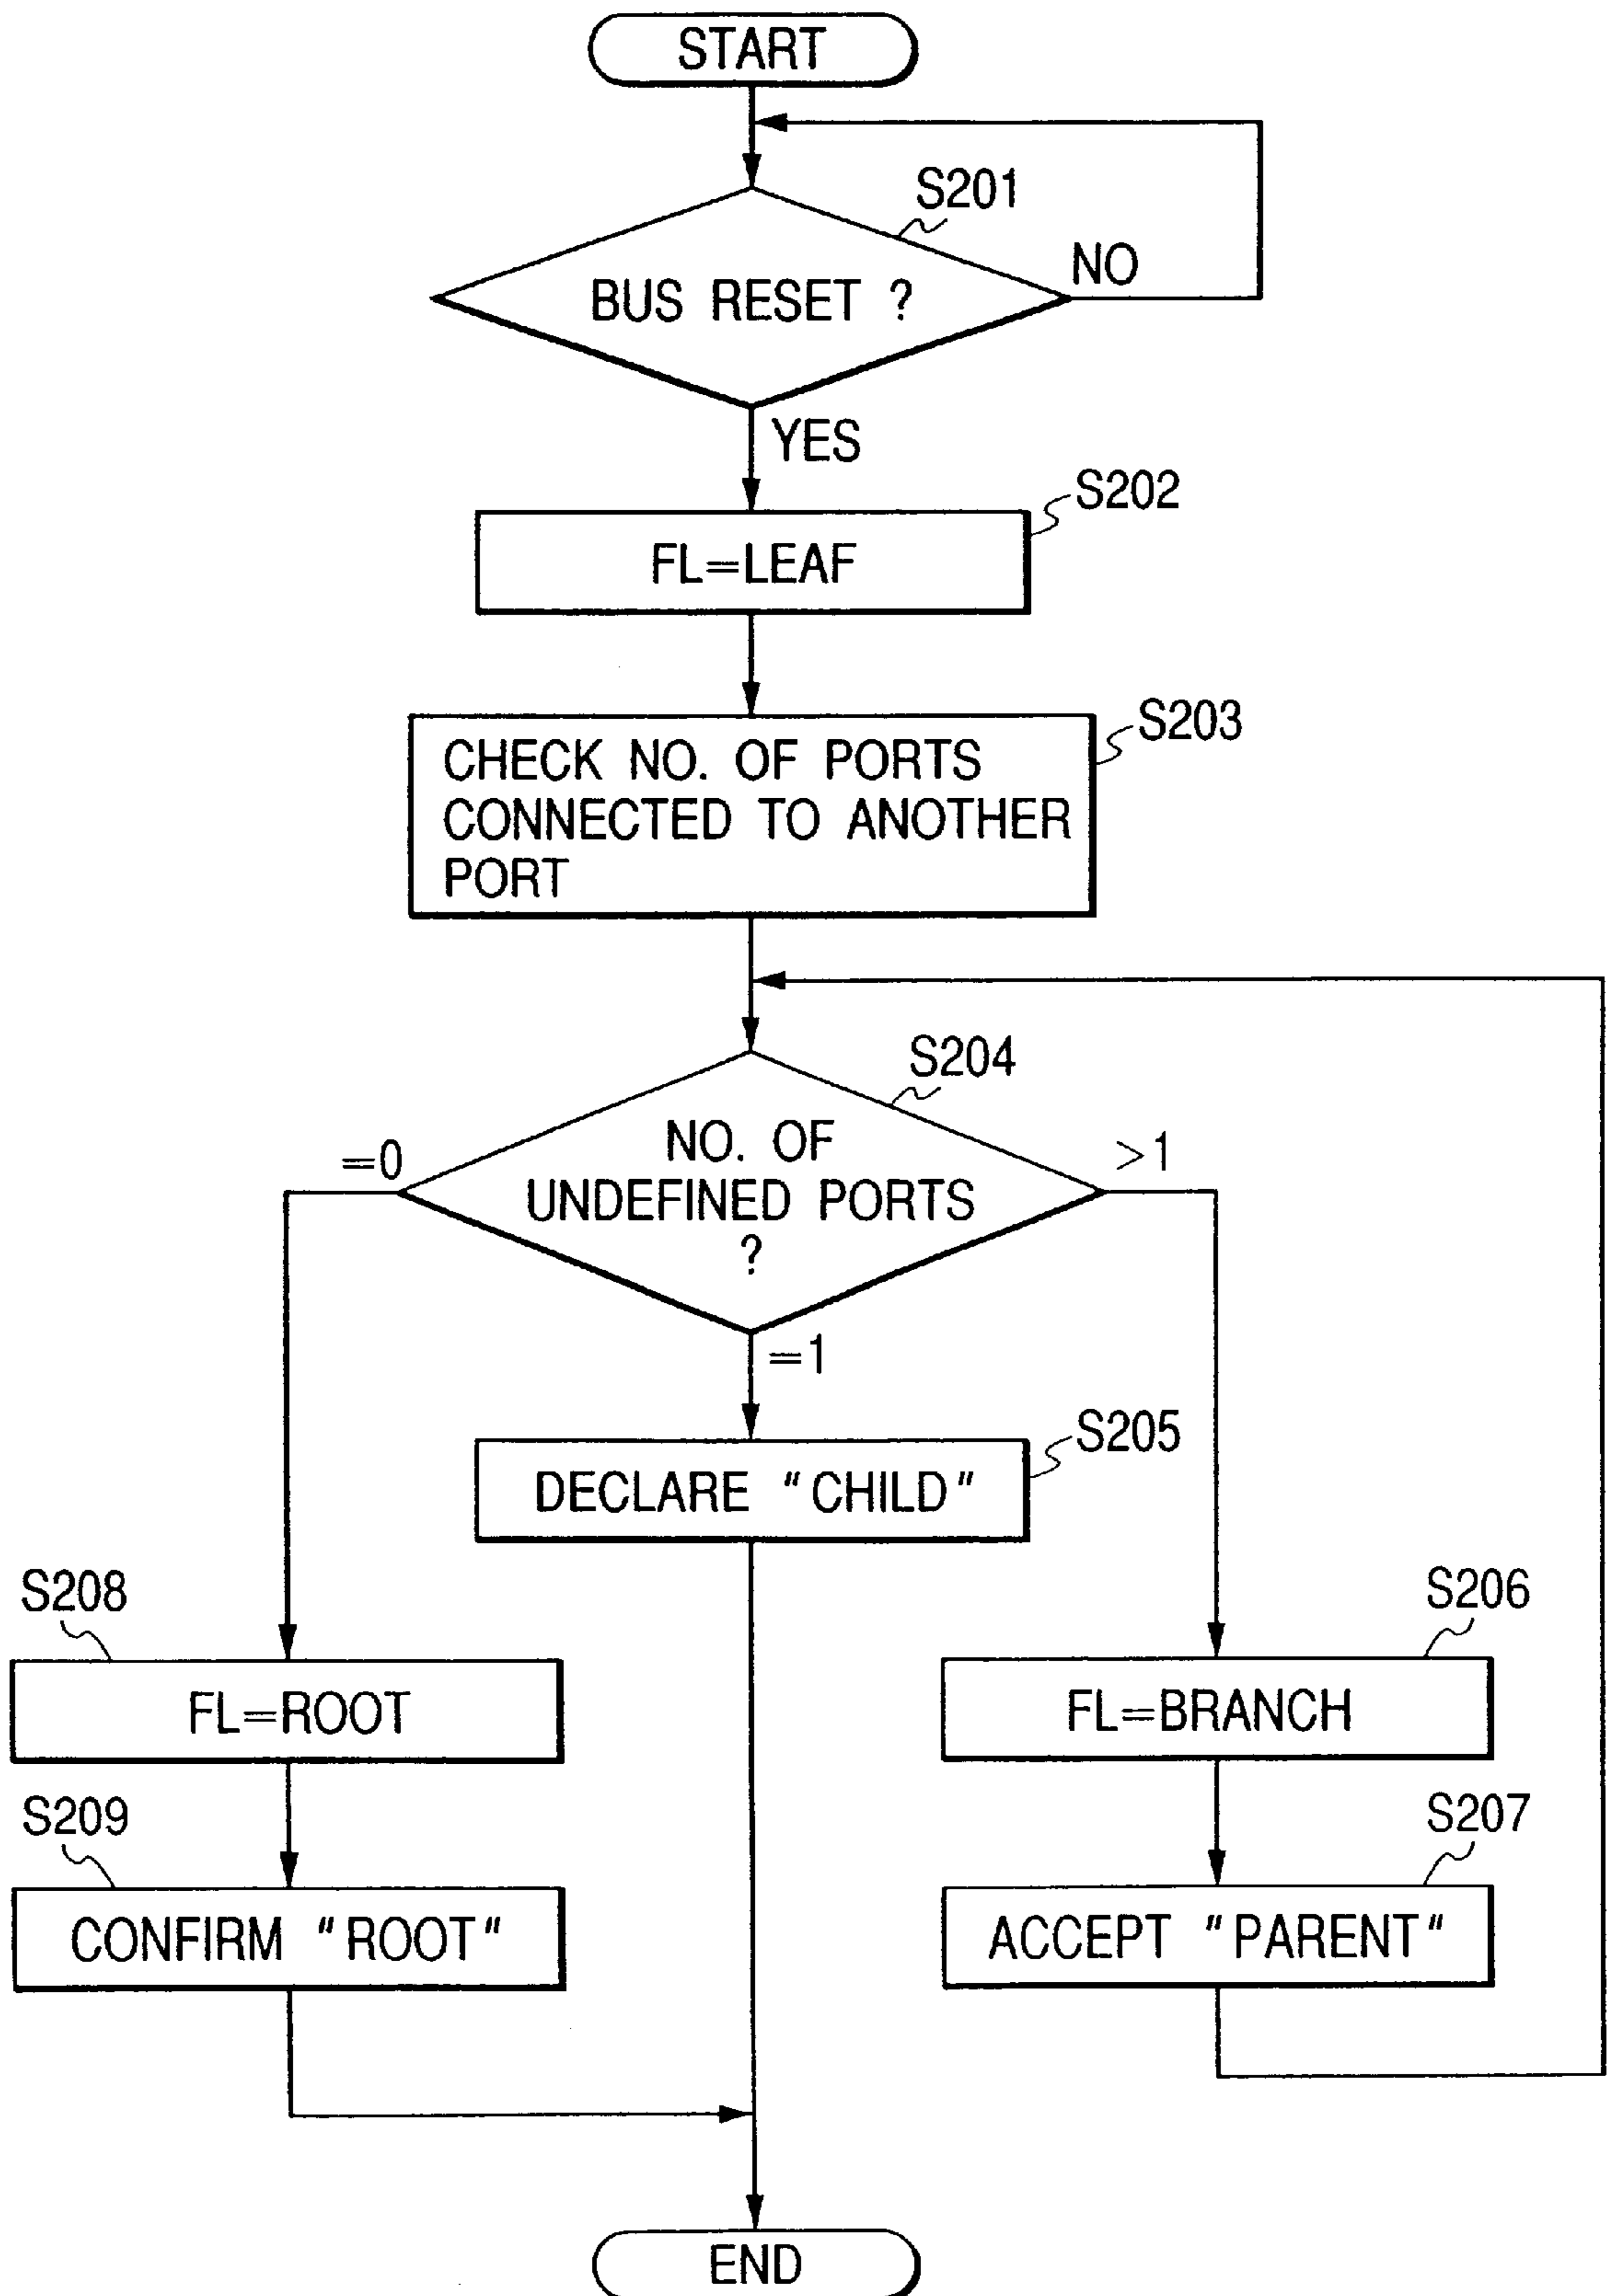 START
S201
NO
BUS RESET ?
YES
S202
FL=LEAF
S203
CHECK NO. OF PORTS
CONNECTED TO ANOTHER
PORT
S204
=0
NO. OF
>1
UNDEFINED PORTS
?
=1
S205
DECLARE "CHILD"
S208
S206
FL=ROOT
FL=BRANCH
S209
S207
CONFIRM "ROOT"
ACCEPT "PARENT"
END